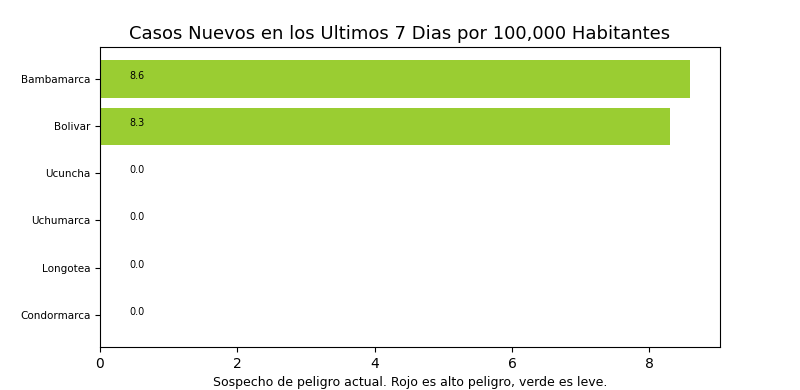 Casos Nuevos en los Ultimos 7 Dias por 100,000 Habitantes
Bambamarca 8.6
Bolivar 8.3
Ucuncha 0.0
Uchumarca 0.0
Longotea 0.0
Condormarca 0.0
0 2 4 6 8
Sospecho de peligro actual. Rojo es alto peligro, verde es leve.